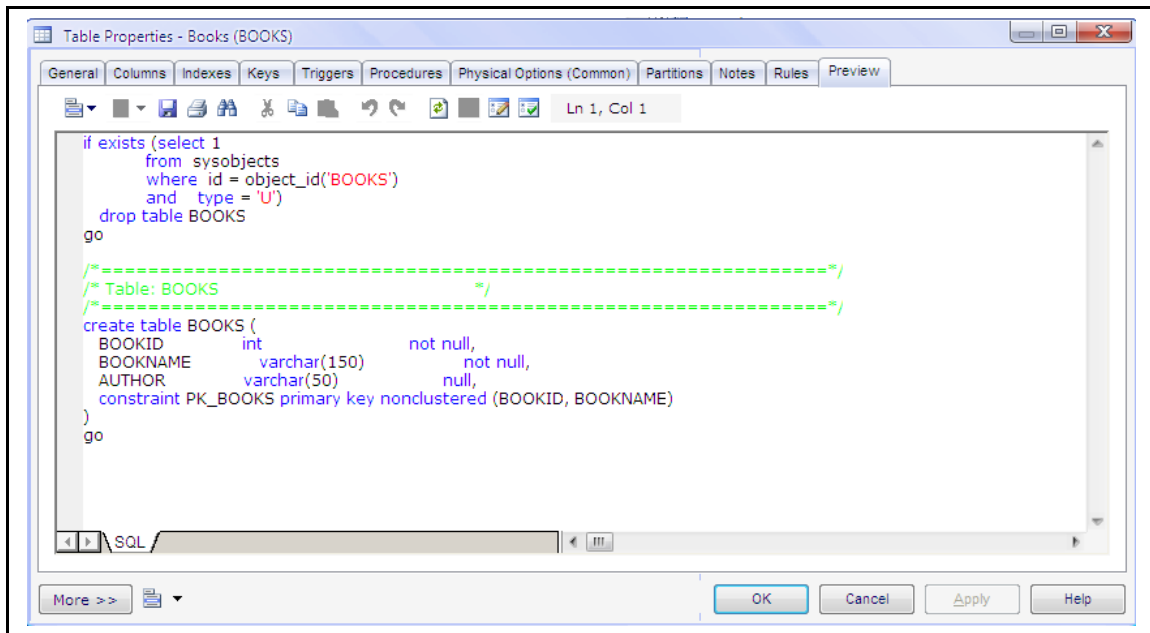 Table Properties - Books (BOOKS)
General Columns Indexes Keys Triggers Procedures Physical Options (Common) Partitions Notes Rules Preview
Ln 1, Col 1
if exists (select 1
from sysobjects
where id = object_id('BOOKS')
and type = 'U')
drop table BOOKS
go
/*==============================================================*/
/* Table: BOOKS */
/*==============================================================*/
create table BOOKS (
BOOKID int not null,
BOOKNAME varchar(150) not null,
AUTHOR varchar(50) null,
constraint PK_BOOKS primary key nonclustered (BOOKID, BOOKNAME)
)
go
SQL
More >> OK Cancel Apply Help